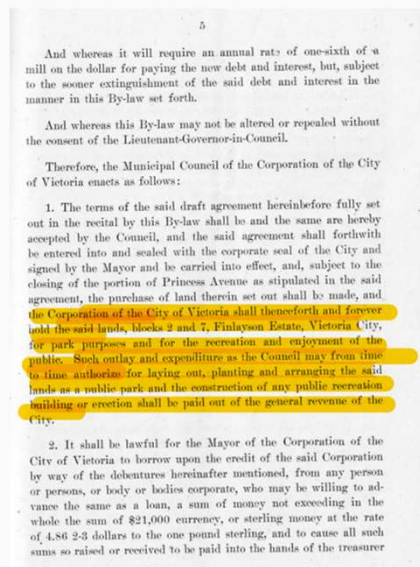 5
And whereas it will require an annual rate of one-sixth of a
mill on the dollar for paying the new debt and interest, but, subject
to the sooner extinguishment of the said debt and interest in the
manner in this By-law set forth.
And whereas this By-law may not be altered or repealed without
the consent of the Lieutenant-Governor-in-Council.
Therefore, the Municipal Council of the Corporation of the City
of Victoria enacts as follows:
1. The terms of the said draft agreement hereinbefore fully set
out in the recital by this By-law shall be and the same are hereby
accepted by the Council, and the said agreement shall forthwith
be entered into and sealed with the corporate seal of the City and
signed by the Mayor and be carried into effect, and, subject to the
closing of the portion of Princess Avenue as stipulated in the said
agreement, the purchase of land therein set out shall be made, and
the Corporation of the City of Victoria shall thenceforth and forever
hold the said lands, blocks 2 and 7, Finlayson Estate, Victoria City,
for park purposes and for the recreation and enjoyment of the
public. Such outlay and expenditure as the Council may from time
to time authorize for laying out, planting and arranging the said
lands as a public park and the construction of any public recreation
building or erection shall be paid out of the general revenue of the
City.
2. It shall be lawful for the Mayor of the Corporation of the
City of Victoria to borrow upon the credit of the said Corporation
by way of the debentures hereinafter mentioned, from any person
or persons, or body or bodies corporate, who may be willing to ad-
vance the same as a loan, a sum of money not exceeding in the
whole the sum of $21,000 currency, or sterling money at the rate
of 4.86 2-3 dollars to the one pound sterling, and to cause all such
sums so raised or received to be paid into the hands of the treasurer